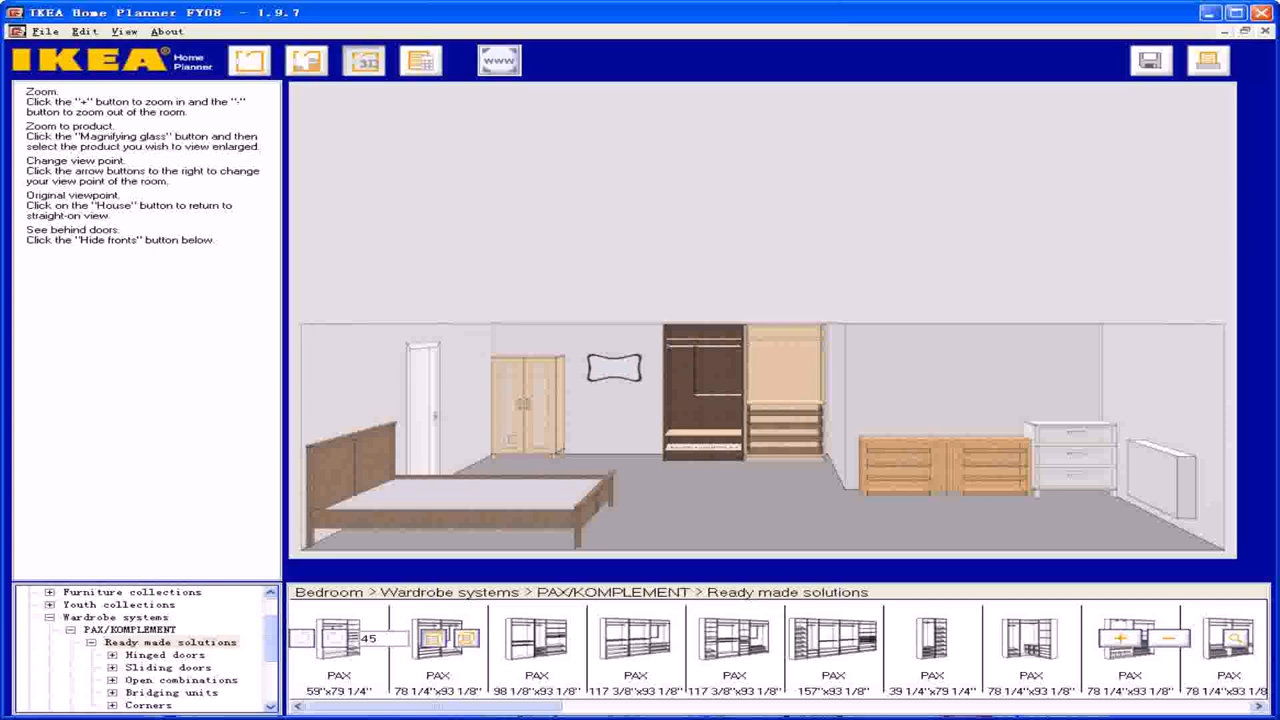 IKEA Home Planner FY08 - 1.9.7
File Edit View About
IKEA® Home Planner
3D
WWW
Zoom.
Click the "+" button to zoom in and the "-"
button to zoom out of the room.
Zoom to product.
Click the "Magnifying glass" button and then
select the product you wish to view enlarged.
Change view point.
Click the arrow buttons to the right to change
your view point of the room.
Original viewpoint.
Click on the "House" button to return to
straight-on view.
See behind doors.
Click the "Hide fronts" button below.
Furniture collections
Youth collections
Wardrobe systems
PAX/KOMPLEMENT
Ready made solutions
Hinged doors
Sliding doors
Open combinations
Bridging units
Corners
Bedroom > Wardrobe systems > PAX/KOMPLEMENT > Ready made solutions
45
PAX PAX PAX PAX PAX PAX PAX PAX PAX PAX
59"x79 1/4" 78 1/4"x93 1/8" 98 1/8"x93 1/8" 117 3/8"x93 1/8" 117 3/8"x93 1/8" 157"x93 1/8" 39 1/4"x79 1/4" 78 1/4"x93 1/8" 78 1/4"x93 1/8" 78 1/4"x93 1/8